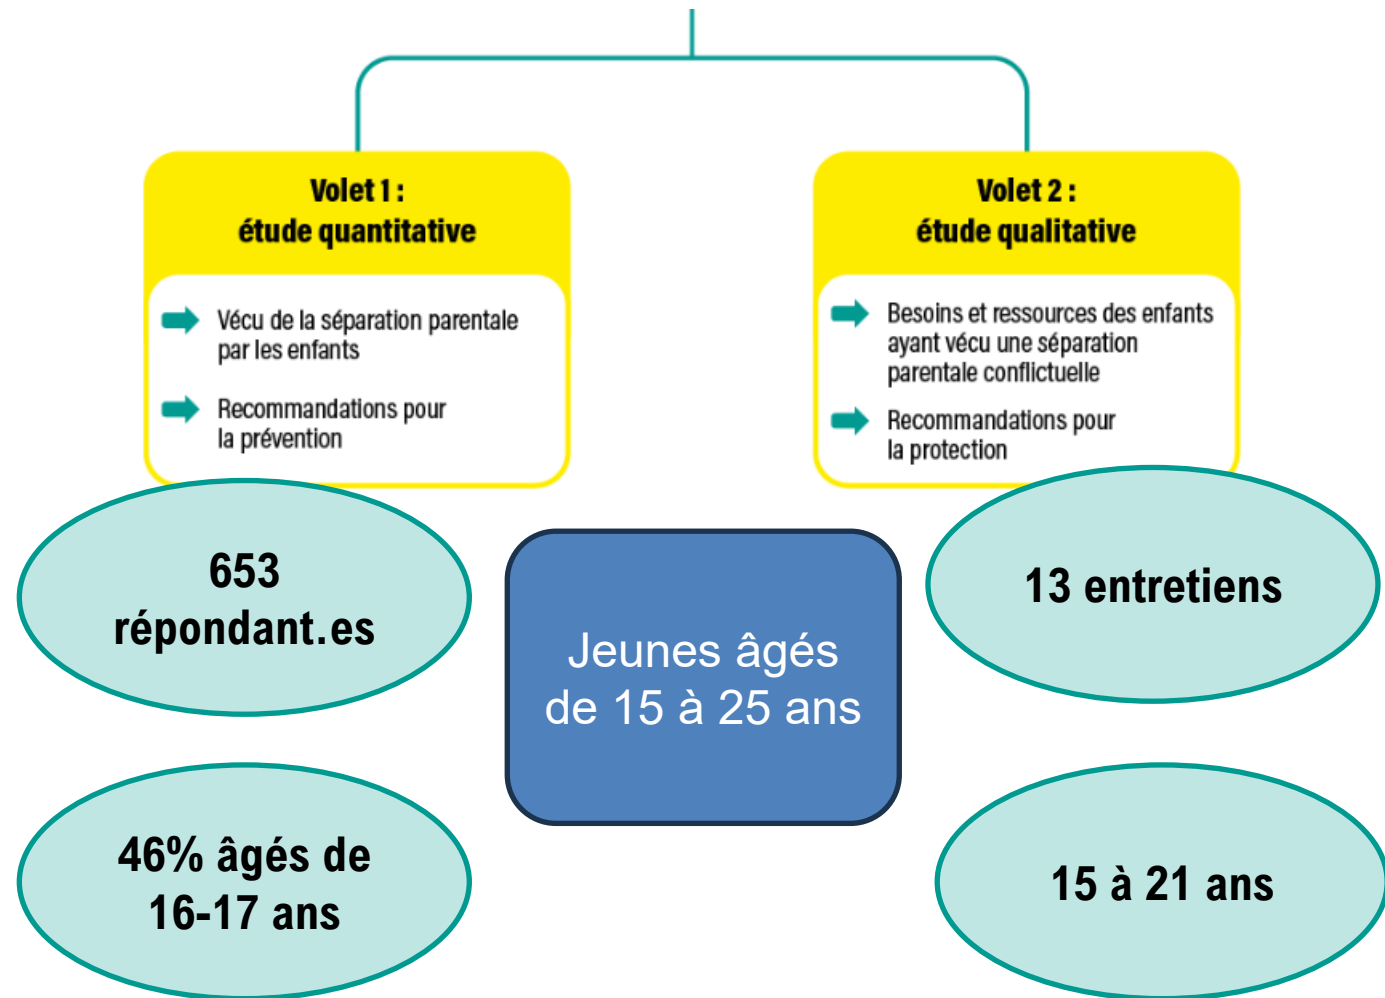 Volet 1 :
étude quantitative
Vécu de la séparation parentale
par les enfants
Recommandations pour
la prévention
Volet 2 :
étude qualitative
Besoins et ressources des enfants
ayant vécu une séparation
parentale conflictuelle
Recommandations pour
la protection
653
répondant.es
Jeunes âgés
de 15 à 25 ans
13 entretiens
46% âgés de
16-17 ans
15 à 21 ans